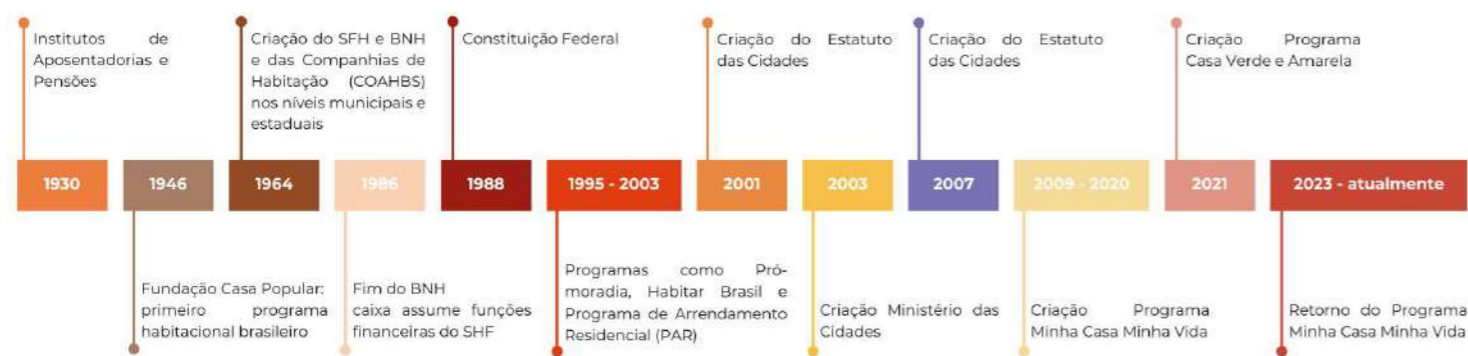 Institutos de
Aposentadorias e
Pensões
Criação do SFH e BNH
e das Companhias de
Habitação (COAHBS)
nos níveis municipais e
estaduais
Constituição Federal
Criação do Estatuto
das Cidades
Criação do Estatuto
das Cidades
Criação Programa
Casa Verde e Amarela
1930
1946
1964
1986
1988
1995 - 2003
2001
2003
2007
2009 - 2020
2021
2023 - atualmente
Fundação Casa Popular:
primeiro programa
habitacional brasileiro
Fim do BNH
caixa assume funções
financeiras do SHF
Programas como Pró-
moradia, Habitar Brasil e
Programa de Arrendamento
Residencial (PAR)
Criação Ministério das
Cidades
Criação Programa
Minha Casa Minha Vida
Retorno do Programa
Minha Casa Minha Vida